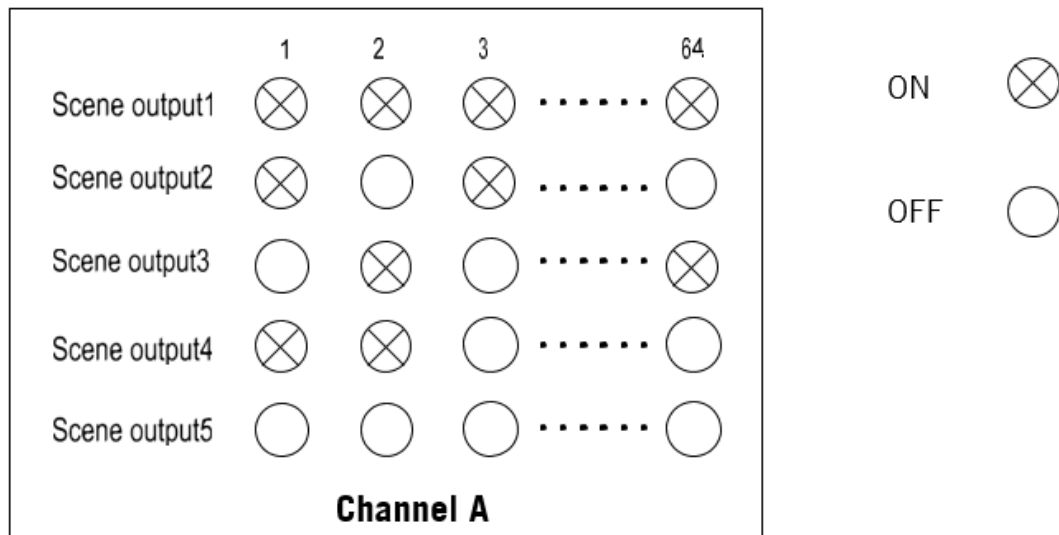 1 2 3 64
Scene output1
Scene output2
Scene output3
Scene output4
Scene output5
Channel A
ON
OFF